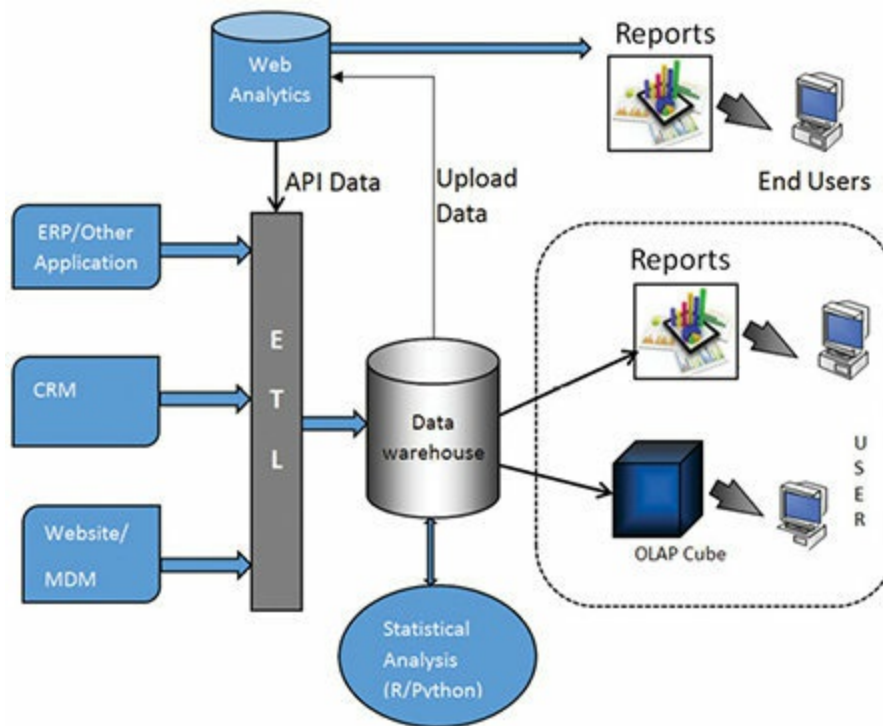 Web
Analytics
Reports
End Users
API Data
Upload
Data
ERP/Other
Application
CRM
Website/
MDM
E
T
L
Data
warehouse
Statistical
Analysis
(R/Python)
Reports
OLAP Cube
U
S
E
R